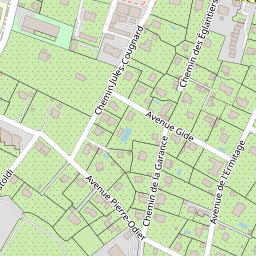 Chemin Jules-Cougnard
Chemin des Églantiers
Avenue Gide
Chemin de la Garance
Avenue de l'Ermitage
Avenue Pierre-Odier